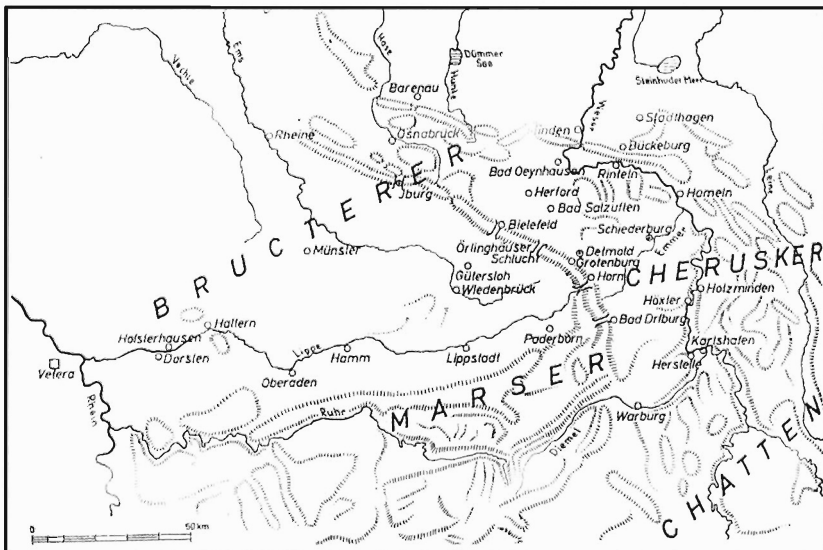 Vechte
Ems
Hase
Dümmer
See
Hunte
Barenau
Steinhuder Meer
Weser
Stadthagen
Leine
Rheine
Osnabrück
Minden
Bückeburg
Bad Oeynhausen
Rinteln
Iburg
Herford
Hameln
Bad Salzuflen
BRUCTERER
Bielefeld
Schiederburg
Emmer
Münster
Örlinghauser
Schlucht
Detmold
Grotenburg
CHERUSKER
Gütersloh
Horn
Wiedenbrück
Holzminden
Höxter
Bad Driburg
Haltern
Holsterhausen
Dorsten
Lippe
Hamm
Lippstadt
Paderborn
Karlshafen
Herstelle
Vetera
Oberaden
Rhein
Ruhr
MARSER
Warburg
Diemel
CHATTEN
0
50 km